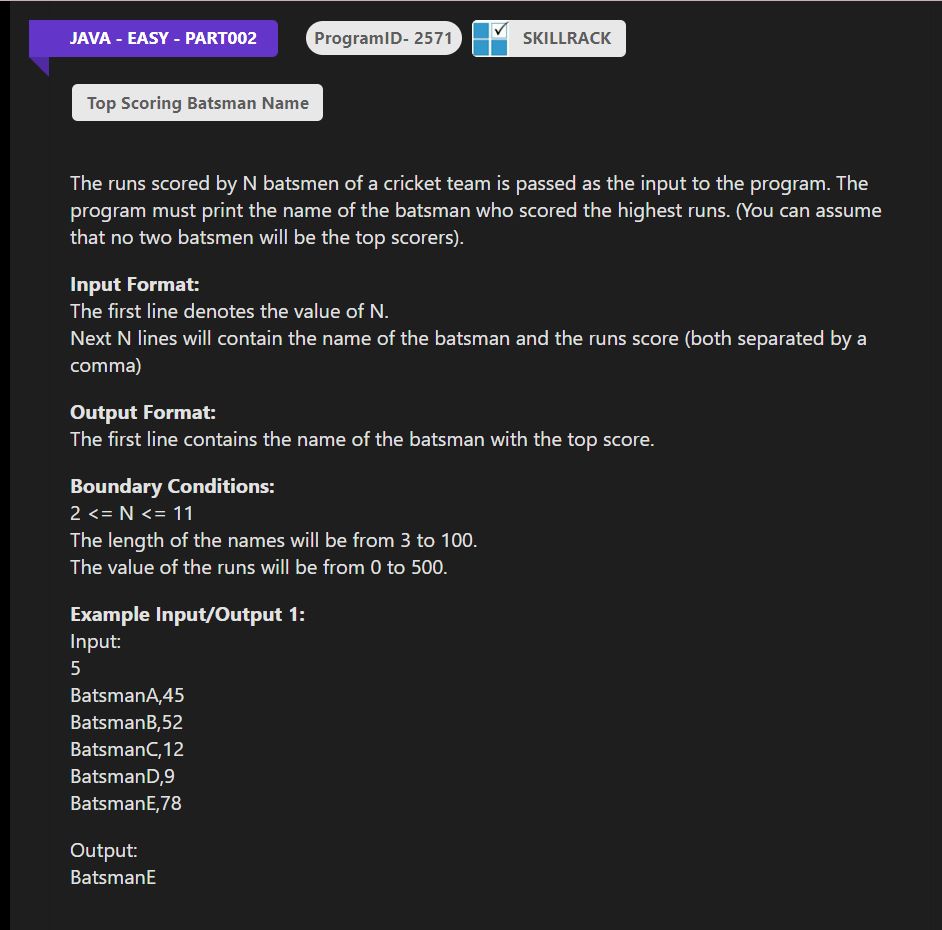 JAVA - EASY - PART002
ProgramID- 2571
SKILLRACK
Top Scoring Batsman Name
The runs scored by N batsmen of a cricket team is passed as the input to the program. The
program must print the name of the batsman who scored the highest runs. (You can assume
that no two batsmen will be the top scorers).
Input Format:
The first line denotes the value of N.
Next N lines will contain the name of the batsman and the runs score (both separated by a
comma)
Output Format:
The first line contains the name of the batsman with the top score.
Boundary Conditions:
2 <= N <= 11
The length of the names will be from 3 to 100.
The value of the runs will be from 0 to 500.
Example Input/Output 1:
Input:
5
BatsmanA,45
BatsmanB,52
BatsmanC,12
BatsmanD,9
BatsmanE,78
Output:
BatsmanE